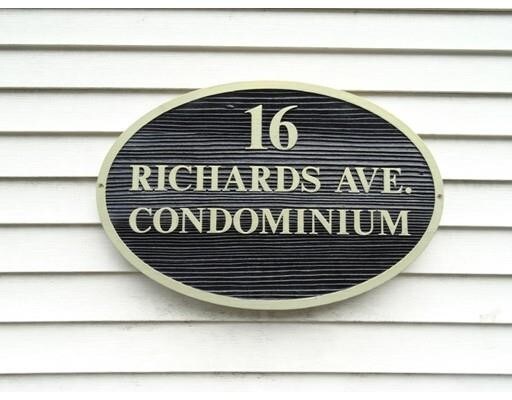 16
RICHARDS AVE.
CONDOMINIUM